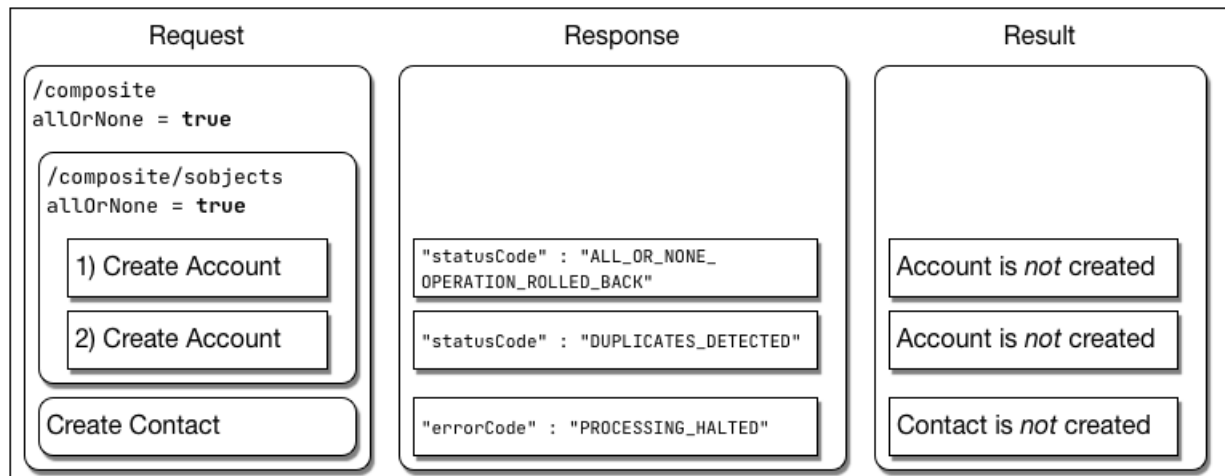 Request
Response
Result
/composite
allOrNone = true
/composite/sobjects
allOrNone = true
1) Create Account
"statusCode" : "ALL_OR_NONE_
OPERATION_ROLLED_BACK"
Account is not created
2) Create Account
"statusCode" : "DUPLICATES_DETECTED"
Account is not created
Create Contact
"errorCode" : "PROCESSING_HALTED"
Contact is not created